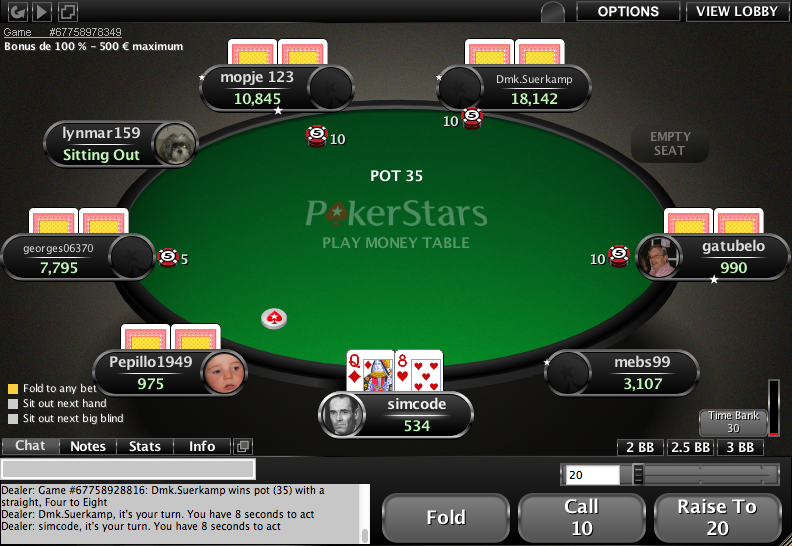 OPTIONS
VIEW LOBBY
Game #67758978349
Bonus de 100 % – 500 € maximum
mopje 123
10,845
Dmk.Suerkamp
18,142
10
10
lynmar159
Sitting Out
EMPTY
SEAT
POT 35
PokerStars
PLAY MONEY TABLE
georges06370
7,795
5
10
gatubelo
990
Pepillo1949
975
Q
8
simcode
534
mebs99
3,107
Fold to any bet
Sit out next hand
Sit out next big blind
Time Bank
30
Chat
Notes
Stats
Info
2 BB
2.5 BB
3 BB
20
Dealer: Game #67758928816: Dmk.Suerkamp wins pot (35) with a
straight, Four to Eight
Dealer: Dmk.Suerkamp, it's your turn. You have 8 seconds to act
Dealer: simcode, it's your turn. You have 8 seconds to act
Fold
Call
10
Raise To
20